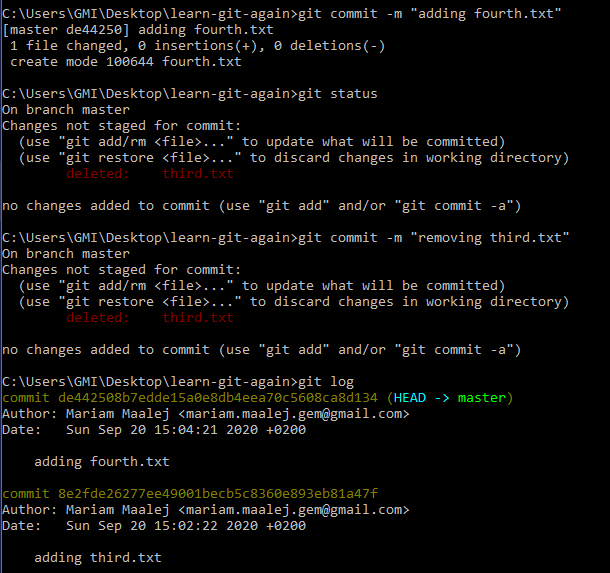 C:\Users\GMI\Desktop\learn-git-again>git commit -m "adding fourth.txt"
[master de44250] adding fourth.txt
 1 file changed, 0 insertions(+), 0 deletions(-)
 create mode 100644 fourth.txt

C:\Users\GMI\Desktop\learn-git-again>git status
On branch master
Changes not staged for commit:
  (use "git add/rm <file>..." to update what will be committed)
  (use "git restore <file>..." to discard changes in working directory)
        deleted:    third.txt

no changes added to commit (use "git add" and/or "git commit -a")

C:\Users\GMI\Desktop\learn-git-again>git commit -m "removing third.txt"
On branch master
Changes not staged for commit:
  (use "git add/rm <file>..." to update what will be committed)
  (use "git restore <file>..." to discard changes in working directory)
        deleted:    third.txt

no changes added to commit (use "git add" and/or "git commit -a")

C:\Users\GMI\Desktop\learn-git-again>git log
commit de442508b7edde15a0e8db4eea70c5608ca8d134 (HEAD -> master)
Author: Mariam Maalej <mariam.maalej.gem@gmail.com>
Date:   Sun Sep 20 15:04:21 2020 +0200

    adding fourth.txt

commit 8e2fde26277ee49001becb5c8360e893eb81a47f
Author: Mariam Maalej <mariam.maalej.gem@gmail.com>
Date:   Sun Sep 20 15:02:22 2020 +0200

    adding third.txt